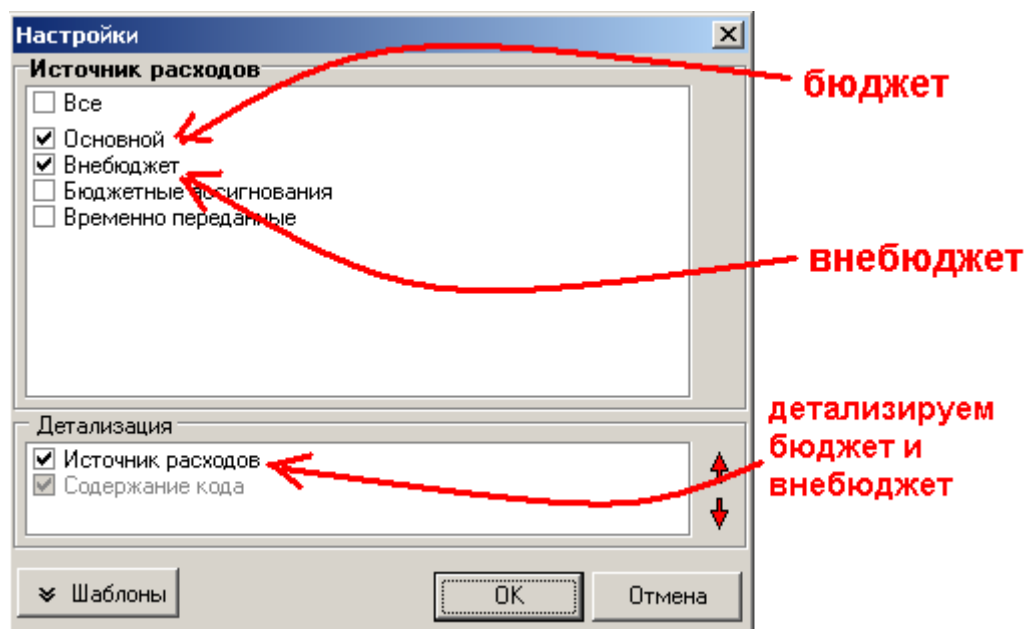 Настройки
Источник расходов
Все
Основной
Внебюджет
Бюджетные ассигнования
Временно переданные
бюджет
внебюджет
Детализация
Источник расходов
Содержание кода
детализируем
бюджет и
внебюджет
Шаблоны
OK
Отмена